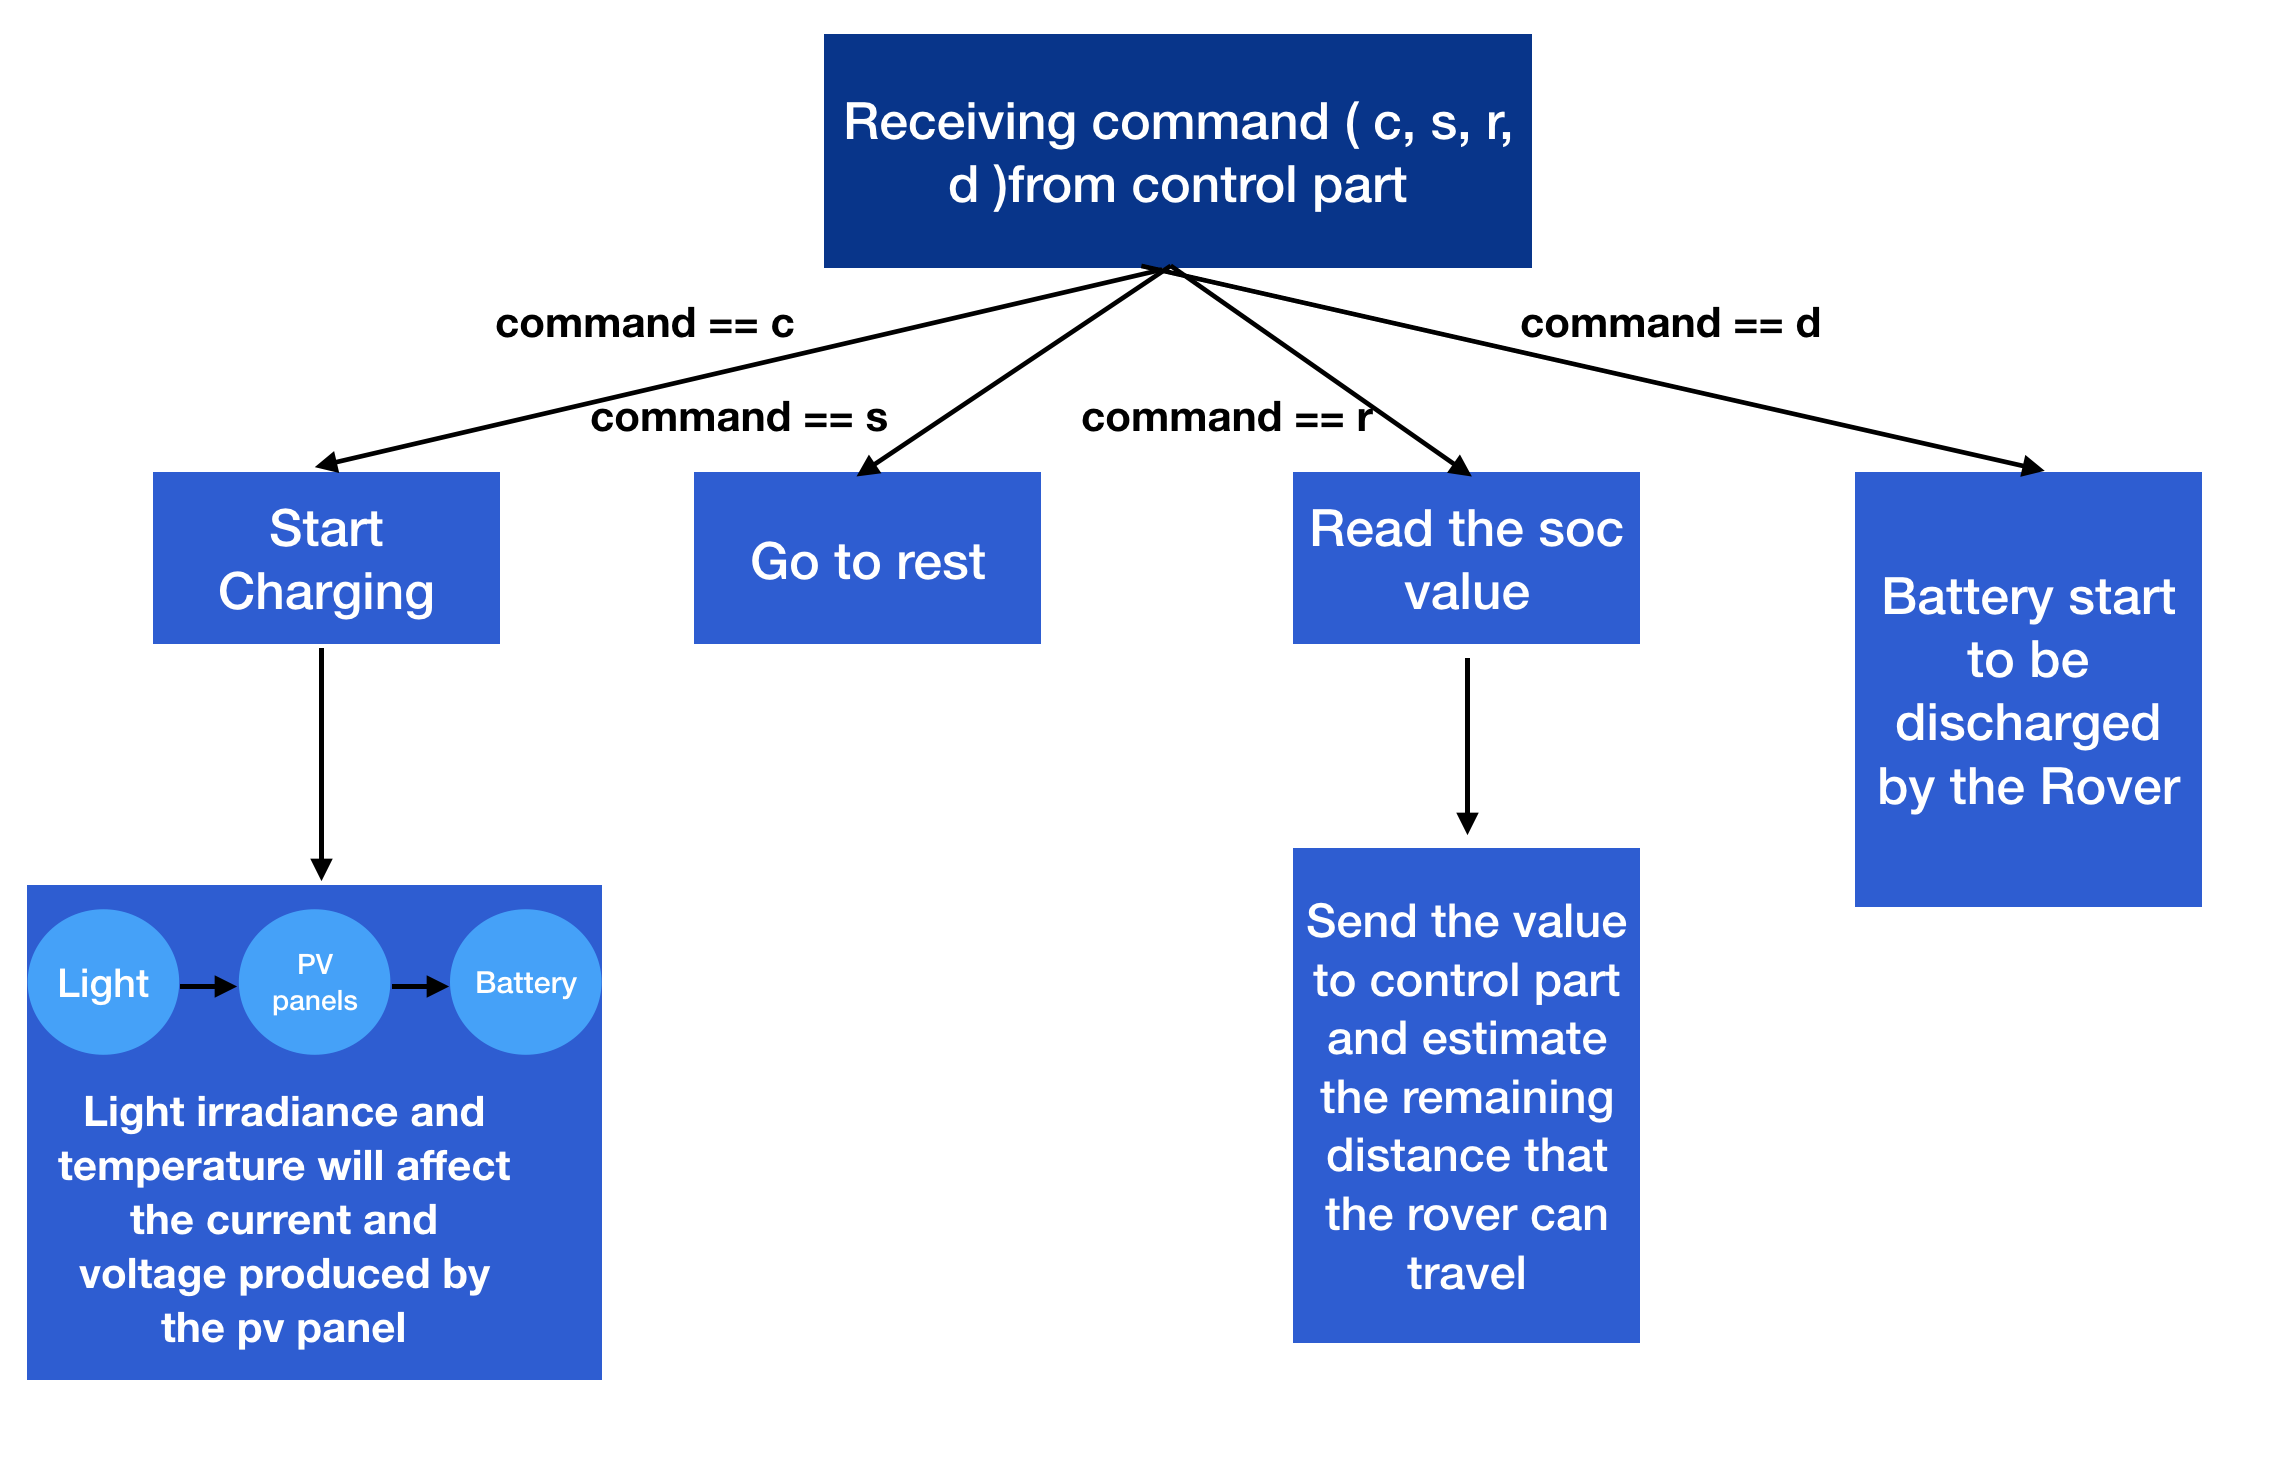 Receiving command ( c, s, r,
d )from control part
command == c
command == d
command == s
command == r
Start
Charging
Go to rest
Read the soc
value
Battery start
to be
discharged
by the Rover
Light
PV
panels
Battery
Light irradiance and
temperature will affect
the current and
voltage produced by
the pv panel
Send the value
to control part
and estimate
the remaining
distance that
the rover can
travel